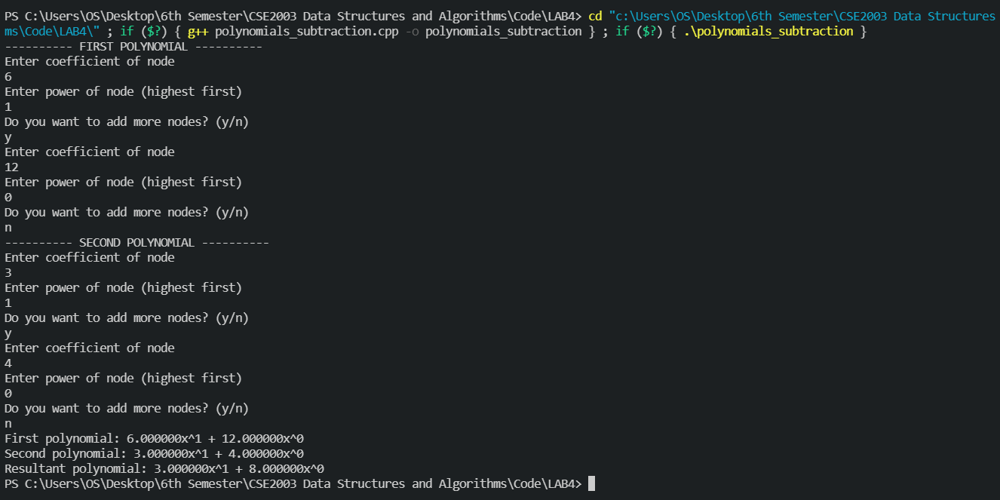 PS C:\Users\OS\Desktop\6th Semester\CSE2003 Data Structures and Algorithms\Code\LAB4> cd "c:\Users\OS\Desktop\6th Semester\CSE2003 Data Structures
ms\Code\LAB4\" ; if ($?) { g++ polynomials_subtraction.cpp -o polynomials_subtraction } ; if ($?) { .\polynomials_subtraction }
---------- FIRST POLYNOMIAL ----------
Enter coefficient of node
6
Enter power of node (highest first)
1
Do you want to add more nodes? (y/n)
y
Enter coefficient of node
12
Enter power of node (highest first)
0
Do you want to add more nodes? (y/n)
n
---------- SECOND POLYNOMIAL ----------
Enter coefficient of node
3
Enter power of node (highest first)
1
Do you want to add more nodes? (y/n)
y
Enter coefficient of node
4
Enter power of node (highest first)
0
Do you want to add more nodes? (y/n)
n
First polynomial: 6.000000x^1 + 12.000000x^0
Second polynomial: 3.000000x^1 + 4.000000x^0
Resultant polynomial: 3.000000x^1 + 8.000000x^0
PS C:\Users\OS\Desktop\6th Semester\CSE2003 Data Structures and Algorithms\Code\LAB4>